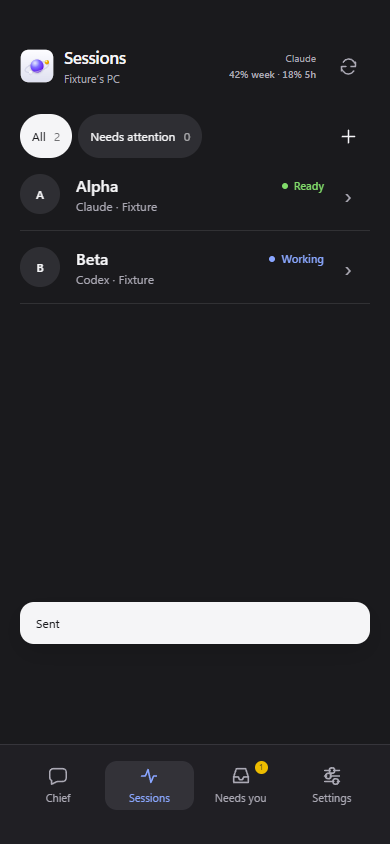 Sessions
Fixture's PC
Claude
42% week · 18% 5h
All 2
Needs attention 0
A
Alpha
Claude · Fixture
Ready
B
Beta
Codex · Fixture
Working
Sent
Chief
Sessions
Needs you
1
Settings